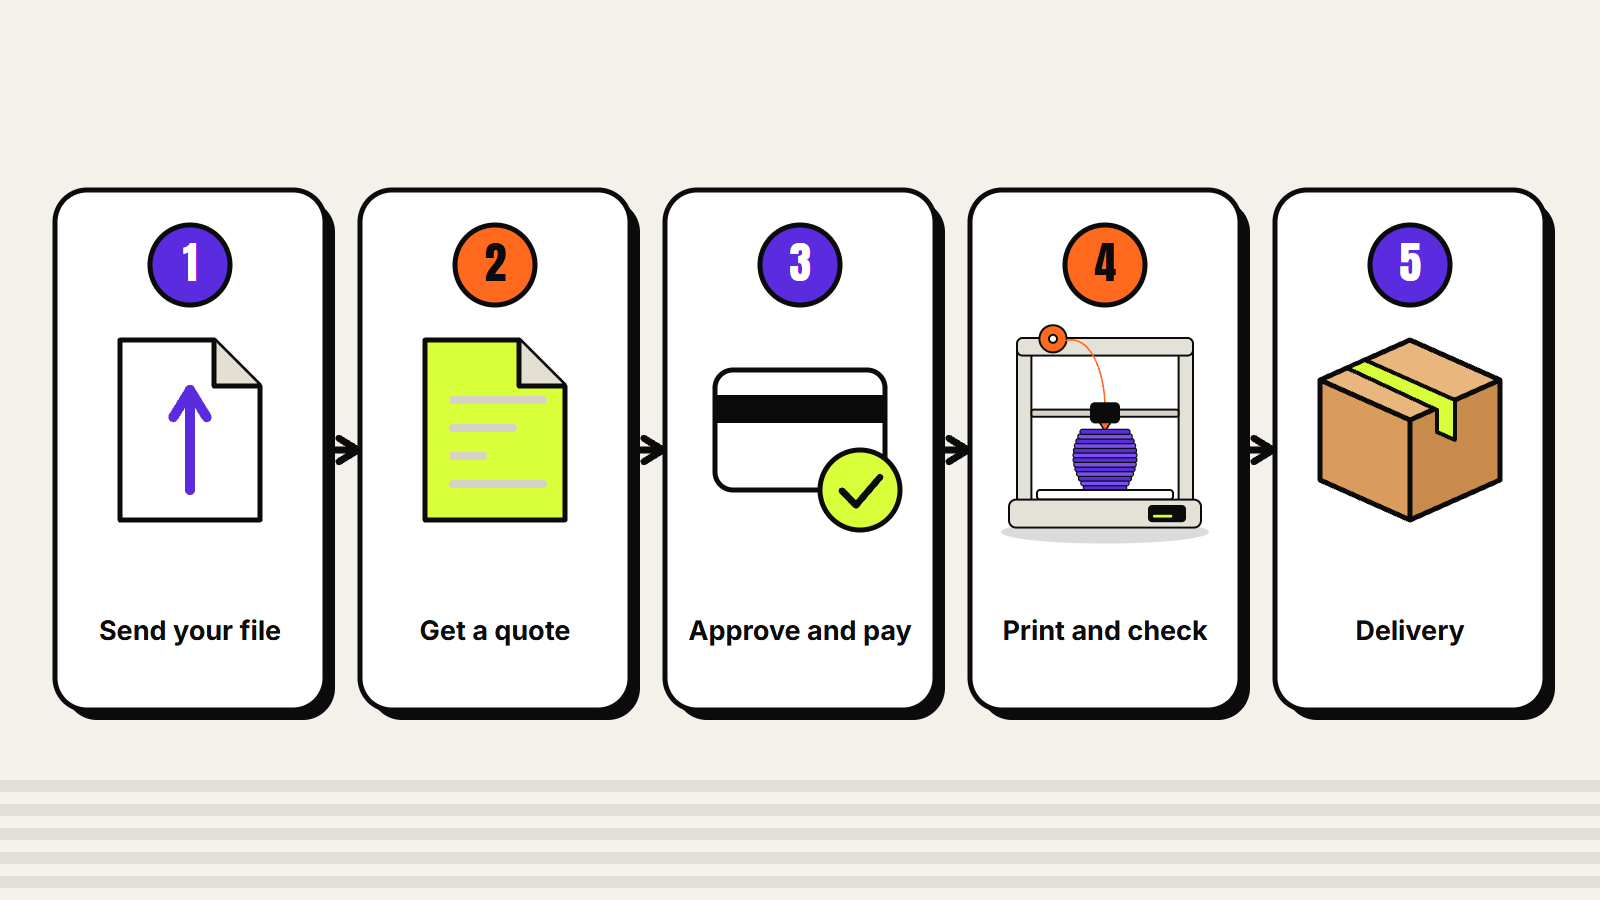 1
2
3
4
5
Send your file
Get a quote
Approve and pay
Print and check
Delivery